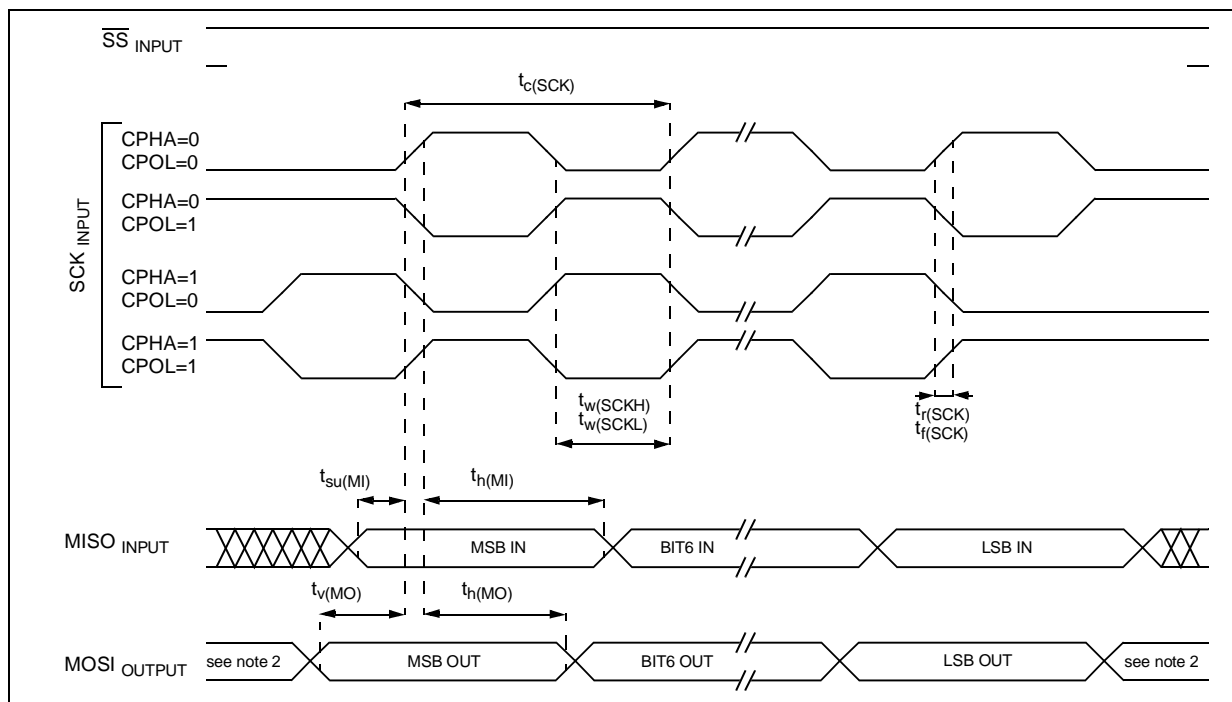 SS INPUT
tc(SCK)
SCK INPUT
CPHA=0
CPOL=0
CPHA=0
CPOL=1
CPHA=1
CPOL=0
CPHA=1
CPOL=1
tw(SCKH)
tw(SCKL)
tr(SCK)
tf(SCK)
tsu(MI)
th(MI)
MISO INPUT
MSB IN
BIT6 IN
LSB IN
tv(MO)
th(MO)
MOSI OUTPUT
see note 2
MSB OUT
BIT6 OUT
LSB OUT
see note 2